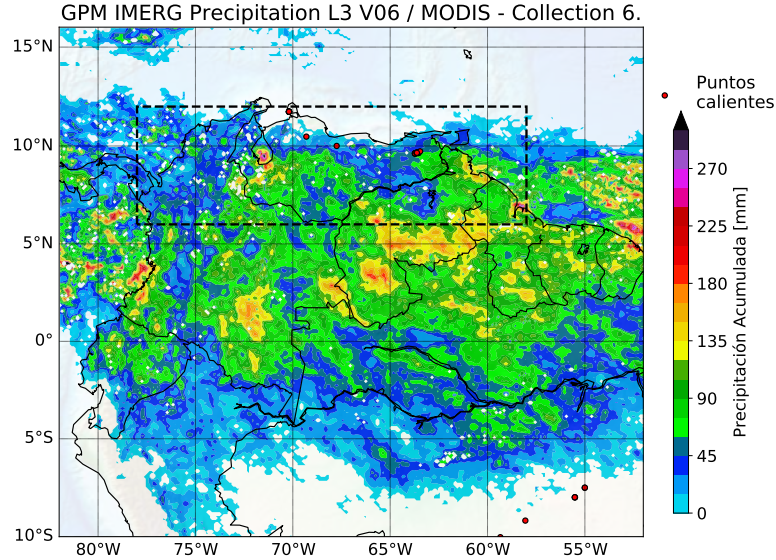 GPM IMERG Precipitation L3 V06 / MODIS - Collection 6.
15°N
10°N
5°N
0°
5°S
10°S
80°W
75°W
70°W
65°W
60°W
55°W
Puntos
calientes
270
225
180
135
90
45
0
Precipitación Acumulada [mm]